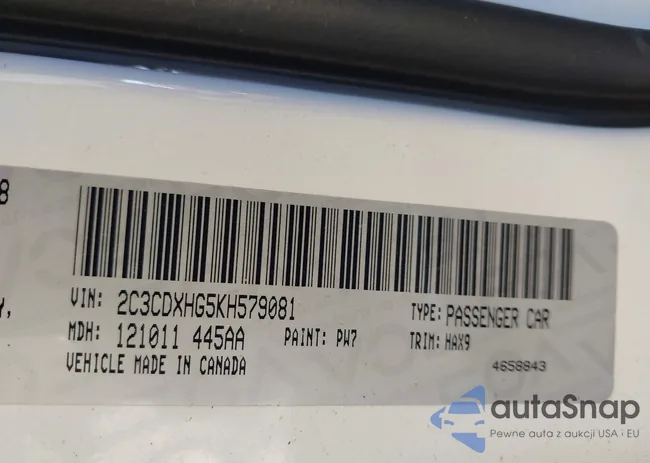 8
Y,
VIN: 2C3CDXHG5KH579081
TYPE: PASSENGER CAR
MDH: 121011 445AA
PAINT: PW7
TRIM: HAX9
VEHICLE MADE IN CANADA
4658843
autaSnap
Pewne auta z aukcji USA i EU